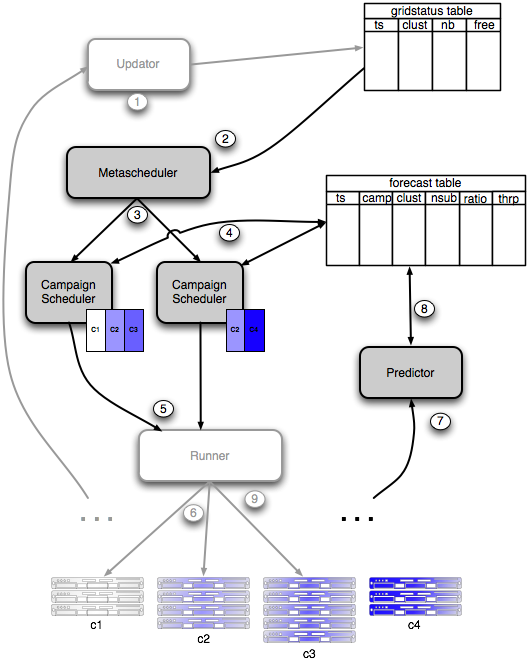 gridstatus table
ts clust nb free
Updator
1
2
Metascheduler
forecast table
ts camp clust nsub ratio thrp
3
4
Campaign
Scheduler
C1 C2 C3
Campaign
Scheduler
C2 C4
8
Predictor
5
7
Runner
6
9
...
...
c1
c2
c3
c4